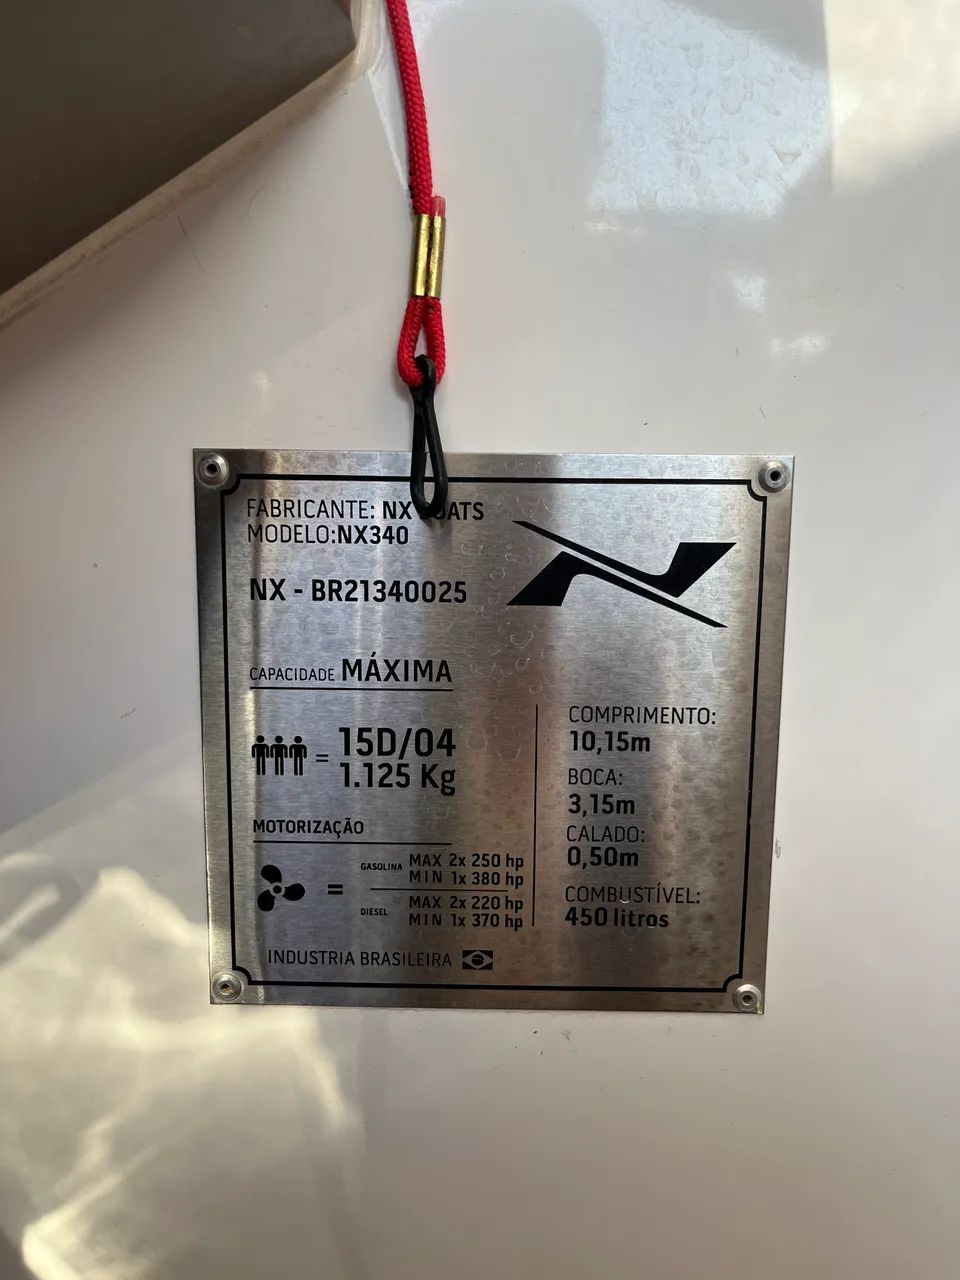 FABRICANTE: NX BOATS
MODELO:NX340
NX - BR21340025
CAPACIDADE MÁXIMA
= 15D/04
1.125 Kg
MOTORIZAÇÃO
= GASOLINA MAX 2x 250 hp
MIN 1x 380 hp
DIESEL MAX 2x 220 hp
MIN 1x 370 hp
COMPRIMENTO:
10,15m
BOCA:
3,15m
CALADO:
0,50m
COMBUSTÍVEL:
450 litros
INDUSTRIA BRASILEIRA